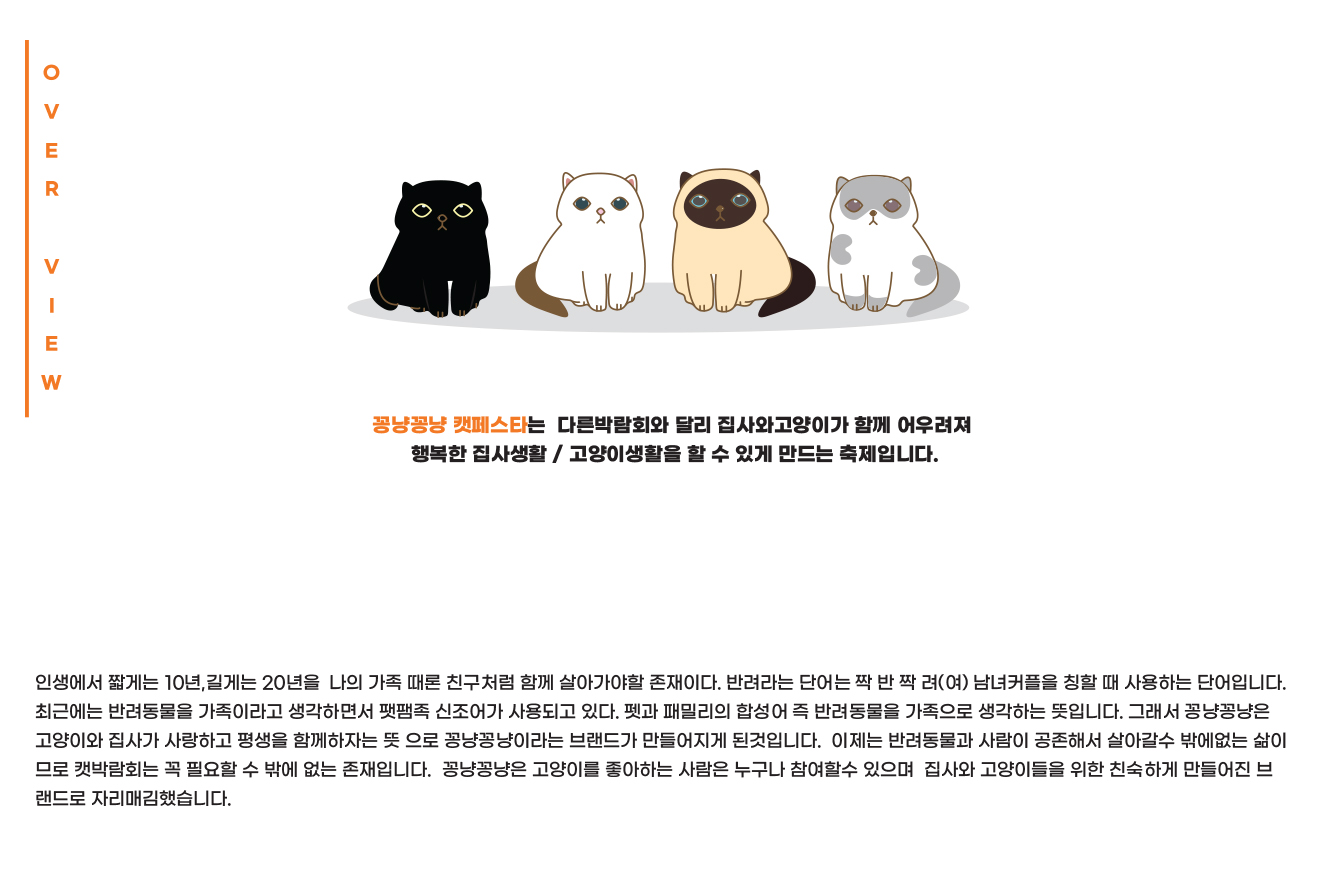 OVER VIEW
꽁냥꽁냥 캣페스타는 다른박람회와 달리 집사와고양이가 함께 어우려져
행복한 집사생활 / 고양이생활을 할 수 있게 만드는 축제입니다.
인생에서 짧게는 10년,길게는 20년을 나의 가족 때론 친구처럼 함께 살아가야할 존재이다. 반려라는 단어는 짝 반 짝 려(여) 남녀커플을 칭할 때 사용하는 단어입니다.
최근에는 반려동물을 가족이라고 생각하면서 팻팸족 신조어가 사용되고 있다. 펫과 패밀리의 합성어 즉 반려동물을 가족으로 생각하는 뜻입니다. 그래서 꽁냥꽁냥은
고양이와 집사가 사랑하고 평생을 함께하자는 뜻 으로 꽁냥꽁냥이라는 브랜드가 만들어지게 된것입니다. 이제는 반려동물과 사람이 공존해서 살아갈수 밖에없는 삶이
므로 캣박람회는 꼭 필요할 수 밖에 없는 존재입니다. 꽁냥꽁냥은 고양이를 좋아하는 사람은 누구나 참여할수 있으며 집사와 고양이들을 위한 친숙하게 만들어진 브
랜드로 자리매김했습니다.